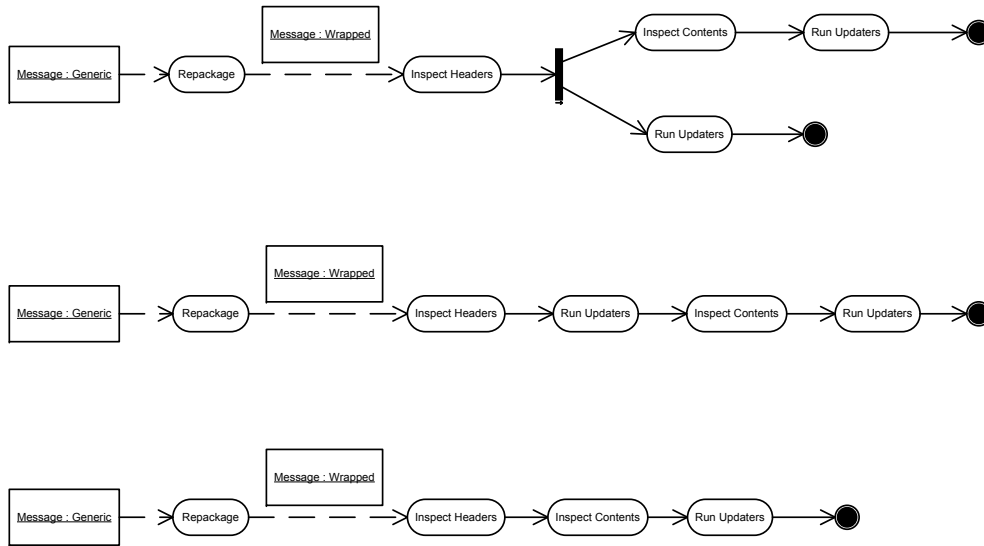 Message : Wrapped
Inspect Contents
Run Updaters
Message : Generic
Repackage
Inspect Headers
Run Updaters
Message : Wrapped
Message : Generic
Repackage
Inspect Headers
Run Updaters
Inspect Contents
Run Updaters
Message : Wrapped
Message : Generic
Repackage
Inspect Headers
Inspect Contents
Run Updaters